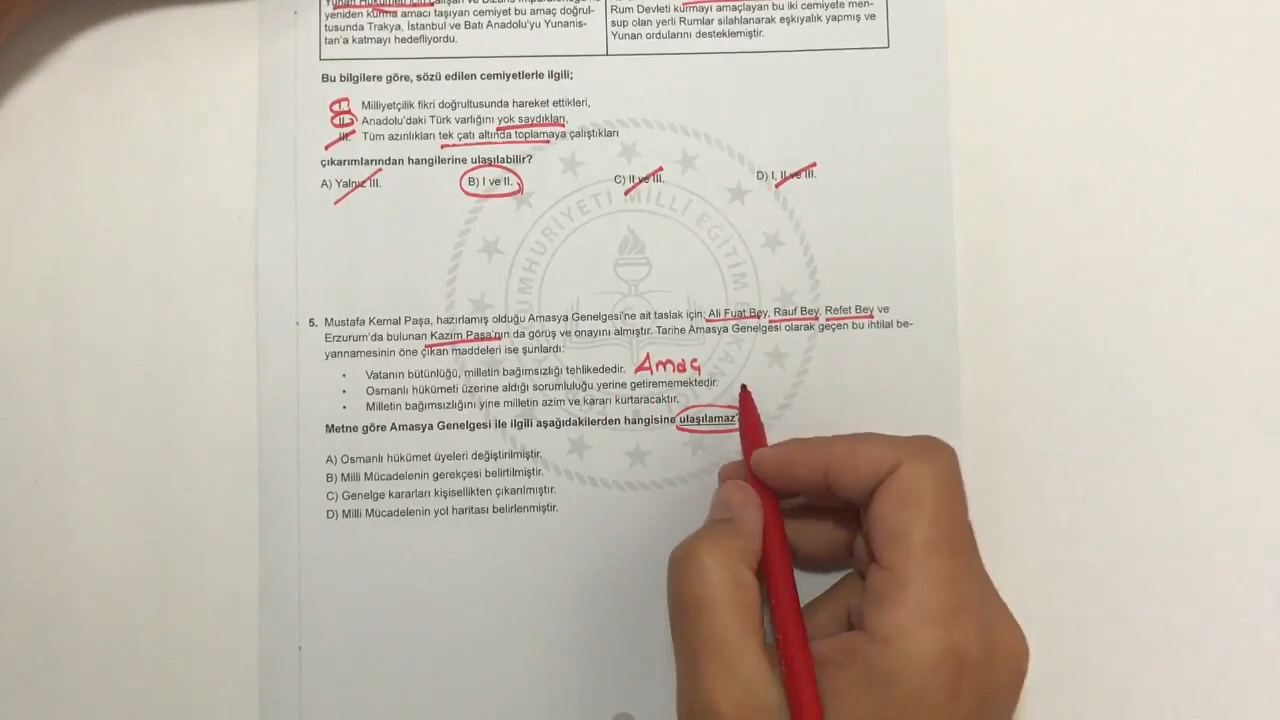 Yunan Hükûmeti için çalışan ve Bizans İmparatorluğu'nu
yeniden kurma amacı taşıyan cemiyet bu amaç doğrul-
tusunda Trakya, İstanbul ve Batı Anadolu'yu Yunanis-
tan'a katmayı hedefliyordu.
Rum Devleti kurmayı amaçlayan bu iki cemiyete men-
sup olan yerli Rumlar silahlanarak eşkıyalık yapmış ve
Yunan ordularını desteklemiştir.
Bu bilgilere göre, sözü edilen cemiyetlerle ilgili;
I. Milliyetçilik fikri doğrultusunda hareket ettikleri,
II. Anadolu'daki Türk varlığını yok saydıkları,
III. Tüm azınlıkları tek çatı altında toplamaya çalıştıkları
çıkarımlarından hangilerine ulaşılabilir?
A) Yalnız III. B) I ve II. C) II ve III. D) I, II ve III.
5. Mustafa Kemal Paşa, hazırlamış olduğu Amasya Genelgesi'ne ait taslak için; Ali Fuat Bey, Rauf Bey, Refet Bey ve
Erzurum'da bulunan Kazım Paşa'nın da görüş ve onayını almıştır. Tarihe Amasya Genelgesi olarak geçen bu ihtilal be-
yannamesinin öne çıkan maddeleri ise şunlardı:
• Vatanın bütünlüğü, milletin bağımsızlığı tehlikededir. Amaç
• Osmanlı hükümeti üzerine aldığı sorumluluğu yerine getirememektedir.
• Milletin bağımsızlığını yine milletin azim ve kararı kurtaracaktır.
Metne göre Amasya Genelgesi ile ilgili aşağıdakilerden hangisine ulaşılamaz?
A) Osmanlı hükümet üyeleri değiştirilmiştir.
B) Milli Mücadelenin gerekçesi belirtilmiştir.
C) Genelge kararları kişisellikten çıkarılmıştır.
D) Milli Mücadelenin yol haritası belirlenmiştir.